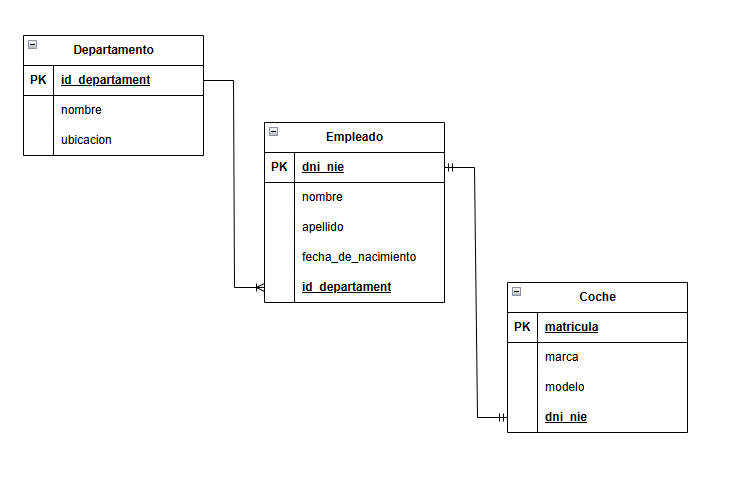 Departamento
PK id_departament
nombre
ubicacion
Empleado
PK dni_nie
nombre
apellido
fecha_de_nacimiento
id_departament
Coche
PK matricula
marca
modelo
dni_nie